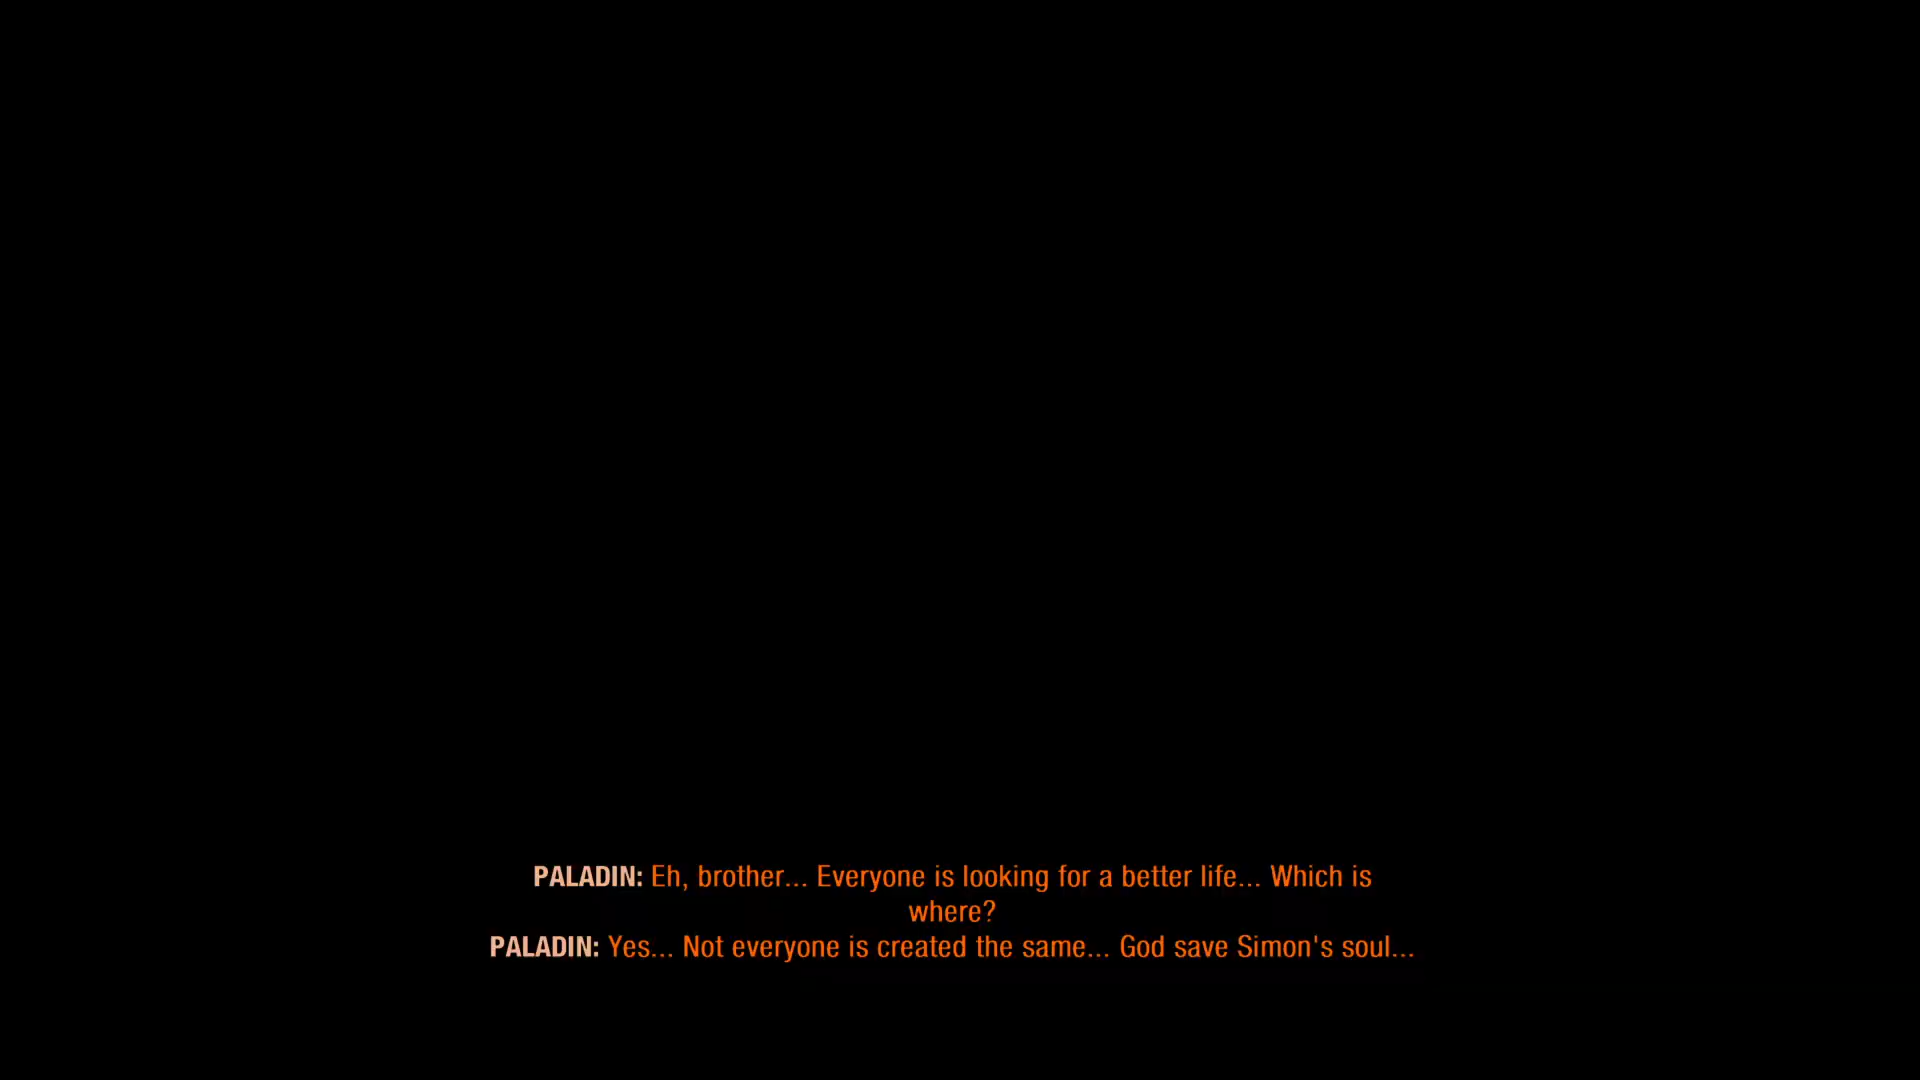 PALADIN: Eh, brother... Everyone is looking for a better life... Which is
where?
PALADIN: Yes... Not everyone is created the same... God save Simon's soul...